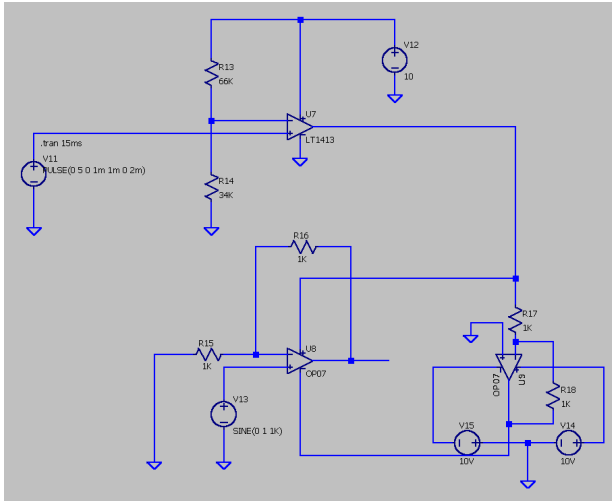 R13
66K
V12
10
U7
LT1413
.tran 15ms
V11
PULSE(0 5 0 1m 1m 0 2m)
R14
34K
R16
1K
R15
1K
U8
OP07
V13
SINE(0 1 1K)
R17
1K
OP07
U9
R18
1K
V15
10V
V14
10V